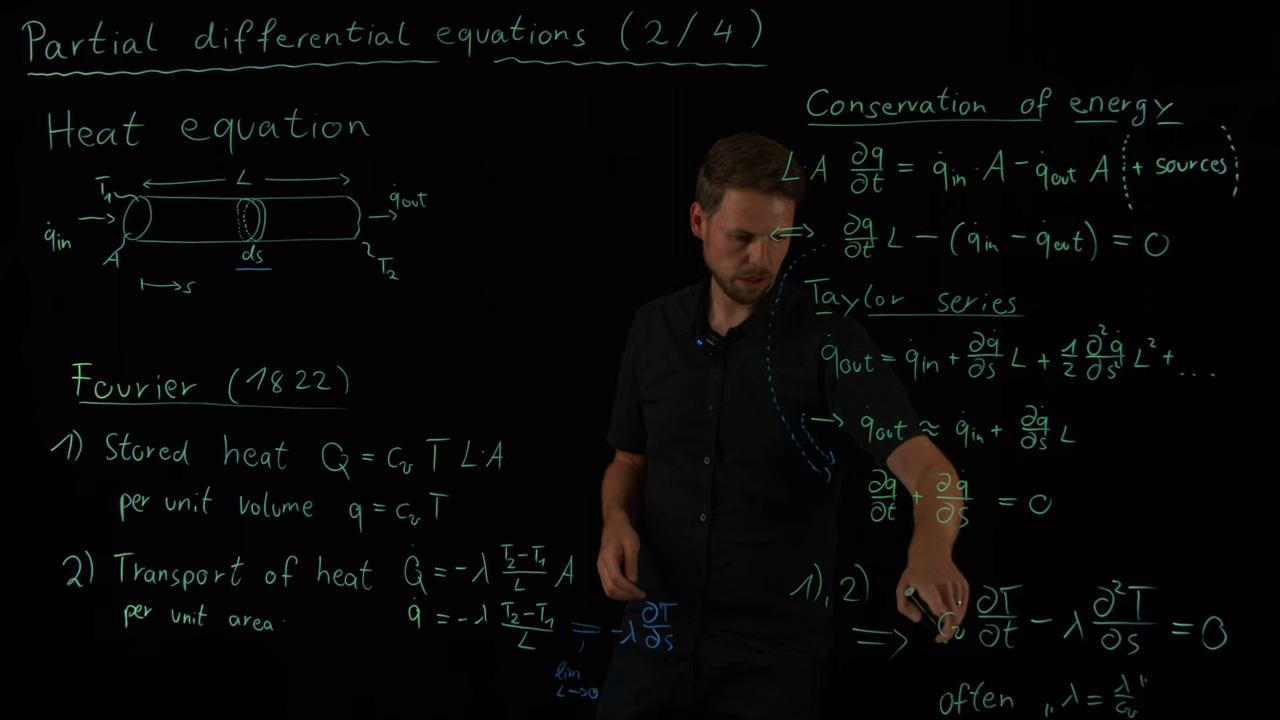 Partial differential equations (2/4)
Heat equation
L
T₁
q̇in
q̇out
A
ds
T₂
s
Fourier (1822)
1) Stored heat Q = cᵥ T L·A
per unit volume q = cᵥ T
2) Transport of heat Q̇ = -λ (T₂-T₁)/L A
per unit area. q̇ = -λ (T₂-T₁)/L = -λ ∂T/∂s
lim L→0
Conservation of energy
L·A ∂q/∂t = q̇in · A - q̇out A (+ sources)
⟺ ∂q/∂t L - (q̇in - q̇out) = 0
Taylor series
q̇out = q̇in + ∂q̇/∂s L + 1/2 ∂²q̇/∂s² L² + ...
→ q̇out ≈ q̇in + ∂q̇/∂s L
∂q/∂t + ∂q̇/∂s = 0
1), 2)
⟹ cᵥ ∂T/∂t - λ ∂²T/∂s = 0
often „λ = λ/cᵥ"